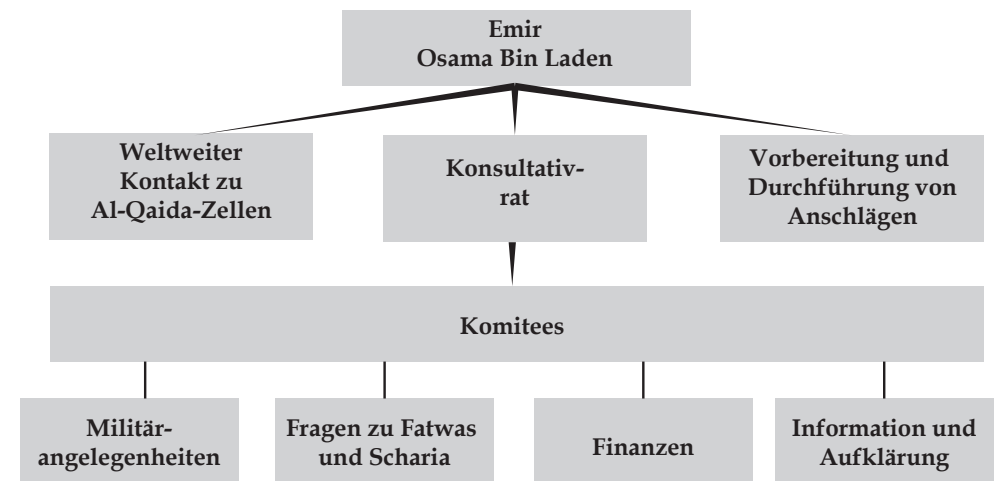 Emir
Osama Bin Laden
Weltweiter
Kontakt zu
Al-Qaida-Zellen
Konsultativ-
rat
Vorbereitung und
Durchführung von
Anschlägen
Komitees
Militär-
angelegenheiten
Fragen zu Fatwas
und Scharia
Finanzen
Information und
Aufklärung